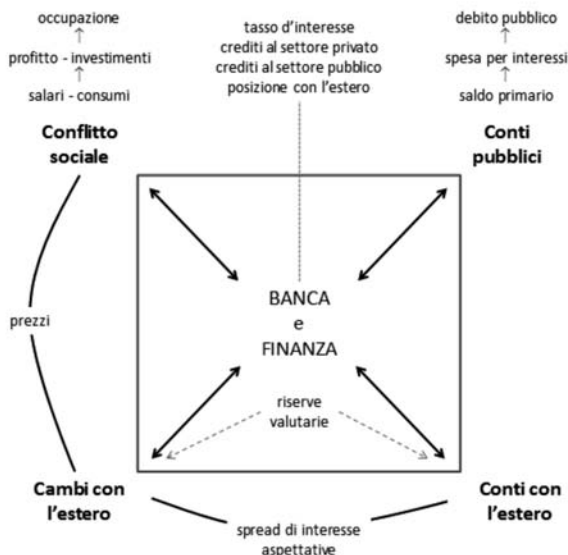 occupazione
profitto - investimenti
salari - consumi
Conflitto
sociale
tasso d'interesse
crediti al settore privato
crediti al settore pubblico
posizione con l'estero
debito pubblico
spesa per interessi
saldo primario
Conti
pubblici
BANCA
e
FINANZA
prezzi
riserve
valutarie
Cambi con
l'estero
spread di interesse
aspettative
Conti con
l'estero